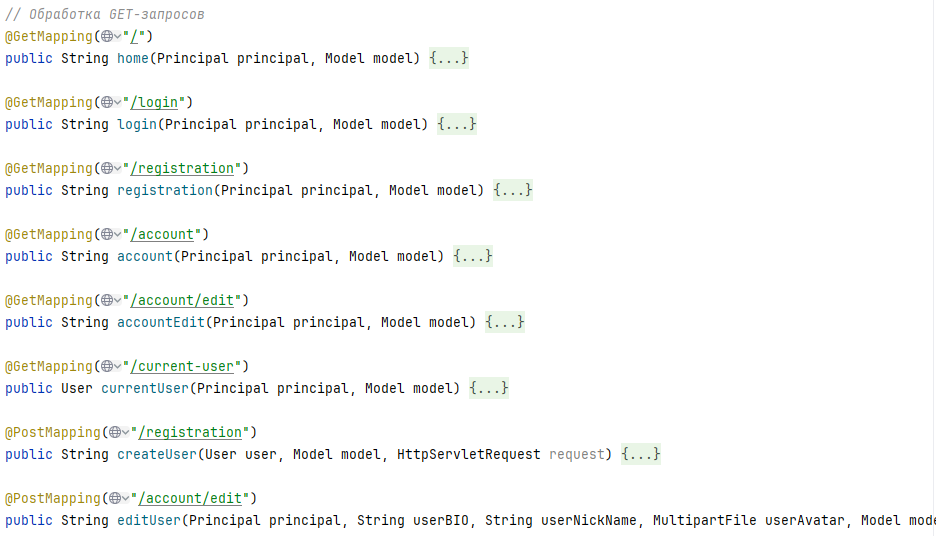 // Обработка GET-запросов
@GetMapping("/")
public String home(Principal principal, Model model) {...}
@GetMapping("/login")
public String login(Principal principal, Model model) {...}
@GetMapping("/registration")
public String registration(Principal principal, Model model) {...}
@GetMapping("/account")
public String account(Principal principal, Model model) {...}
@GetMapping("/account/edit")
public String accountEdit(Principal principal, Model model) {...}
@GetMapping("/current-user")
public User currentUser(Principal principal, Model model) {...}
@PostMapping("/registration")
public String createUser(User user, Model model, HttpServletRequest request) {...}
@PostMapping("/account/edit")
public String editUser(Principal principal, String userBIO, String userNickName, MultipartFile userAvatar, Model mode